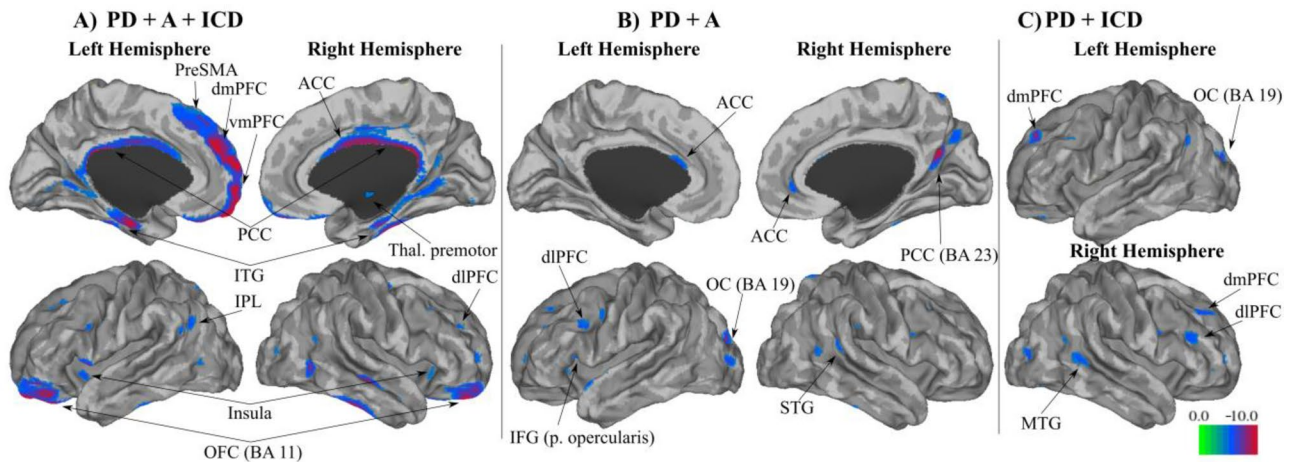 A) PD + A + ICD
Left Hemisphere
Right Hemisphere
PreSMA
dmPFC
vmPFC
ACC
PCC
Thal. premotor
ITG
IPL
dlPFC
Insula
OFC (BA 11)
B) PD + A
Left Hemisphere
Right Hemisphere
ACC
ACC
PCC (BA 23)
dlPFC
OC (BA 19)
STG
IFG (p. opercularis)
C) PD + ICD
Left Hemisphere
dmPFC
OC (BA 19)
Right Hemisphere
dmPFC
dlPFC
MTG
0.0 -10.0